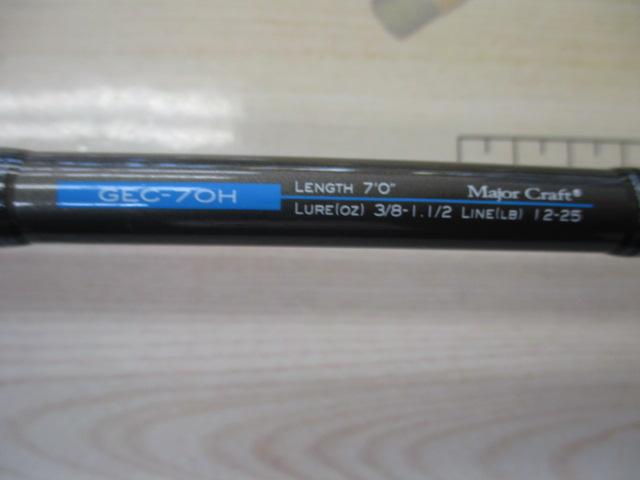 GEC-70H LENGTH 7'0" Major Craft®
LURE(OZ) 3/8-1.1/2 LINE(LB) 12-25